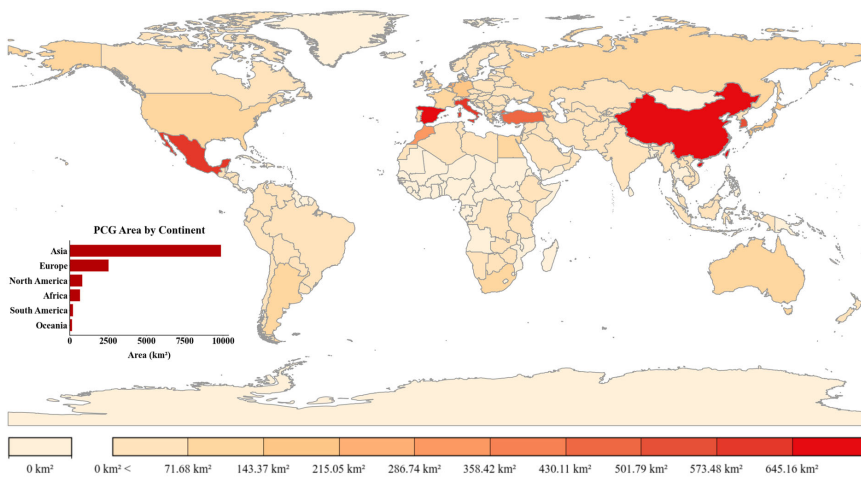 PCG Area by Continent
Asia
Europe
North America
Africa
South America
Oceania
0 2500 5000 7500 10000
Area (km²)
0 km² 0 km² < 71.68 km² 143.37 km² 215.05 km² 286.74 km² 358.42 km² 430.11 km² 501.79 km² 573.48 km² 645.16 km²